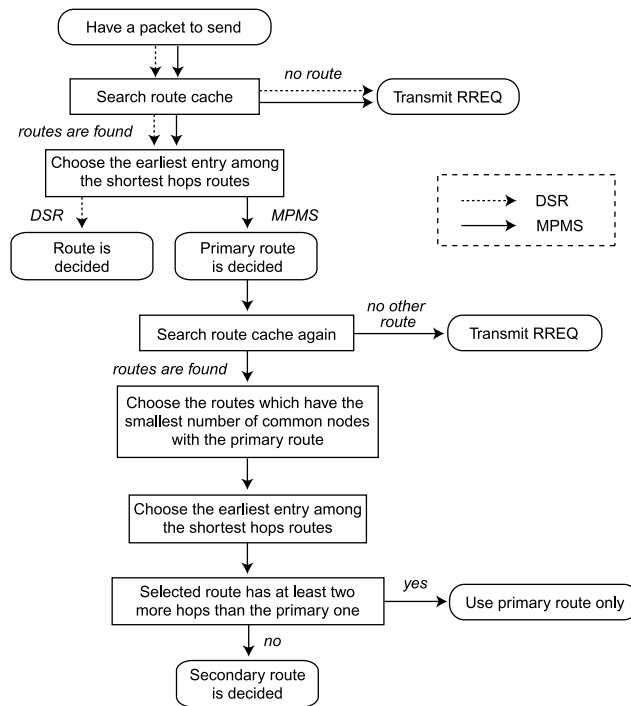 Have a packet to send
no route
Search route cache
Transmit RREQ
routes are found
Choose the earliest entry among
the shortest hops routes
DSR
MPMS
DSR
MPMS
Route is
decided
Primary route
is decided
no other
route
Search route cache again
Transmit RREQ
routes are found
Choose the routes which have the
smallest number of common nodes
with the primary route
Choose the earliest entry among
the shortest hops routes
Selected route has at least two
more hops than the primary one
yes
Use primary route only
no
Secondary route
is decided